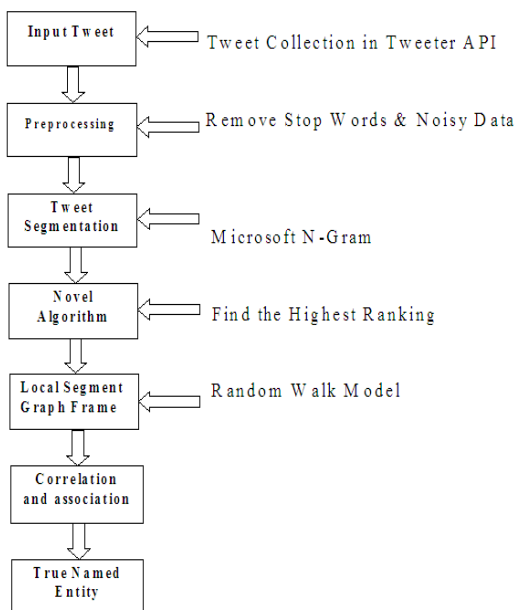 Input Tweet
Tweet Collection in Tweeter API
Preprocessing
Remove Stop Words & Noisy Data
Tweet
Segmentation
Microsoft N-Gram
Novel
Algorithm
Find the Highest Ranking
Local Segment
Graph Frame
Random Walk Model
Correlation
and association
True Named
Entity